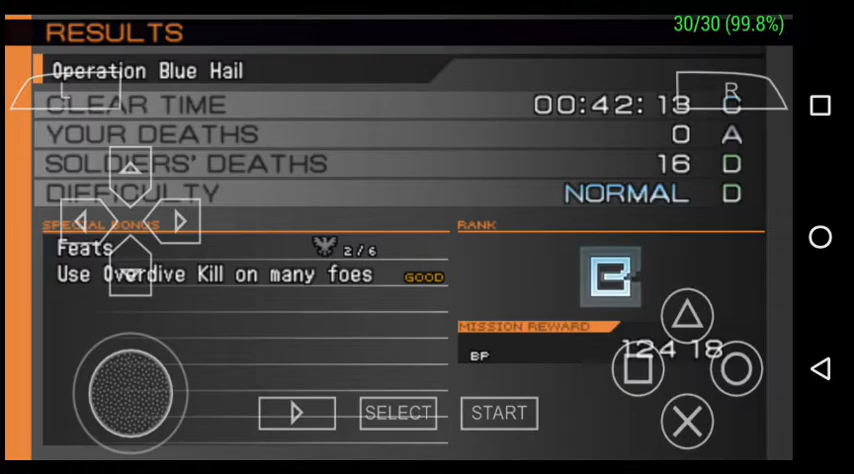 30/30 (99.8%)
RESULTS
Operation Blue Hail
L
R
CLEAR TIME 00:42:13 C
YOUR DEATHS 0 A
SOLDIERS' DEATHS 16 D
DIFFICULTY NORMAL D
SPECIAL BONUS
RANK
Feats 2/6
Use Overdive Kill on many foes GOOD
MISSION REWARD
BP 124 18
SELECT
START